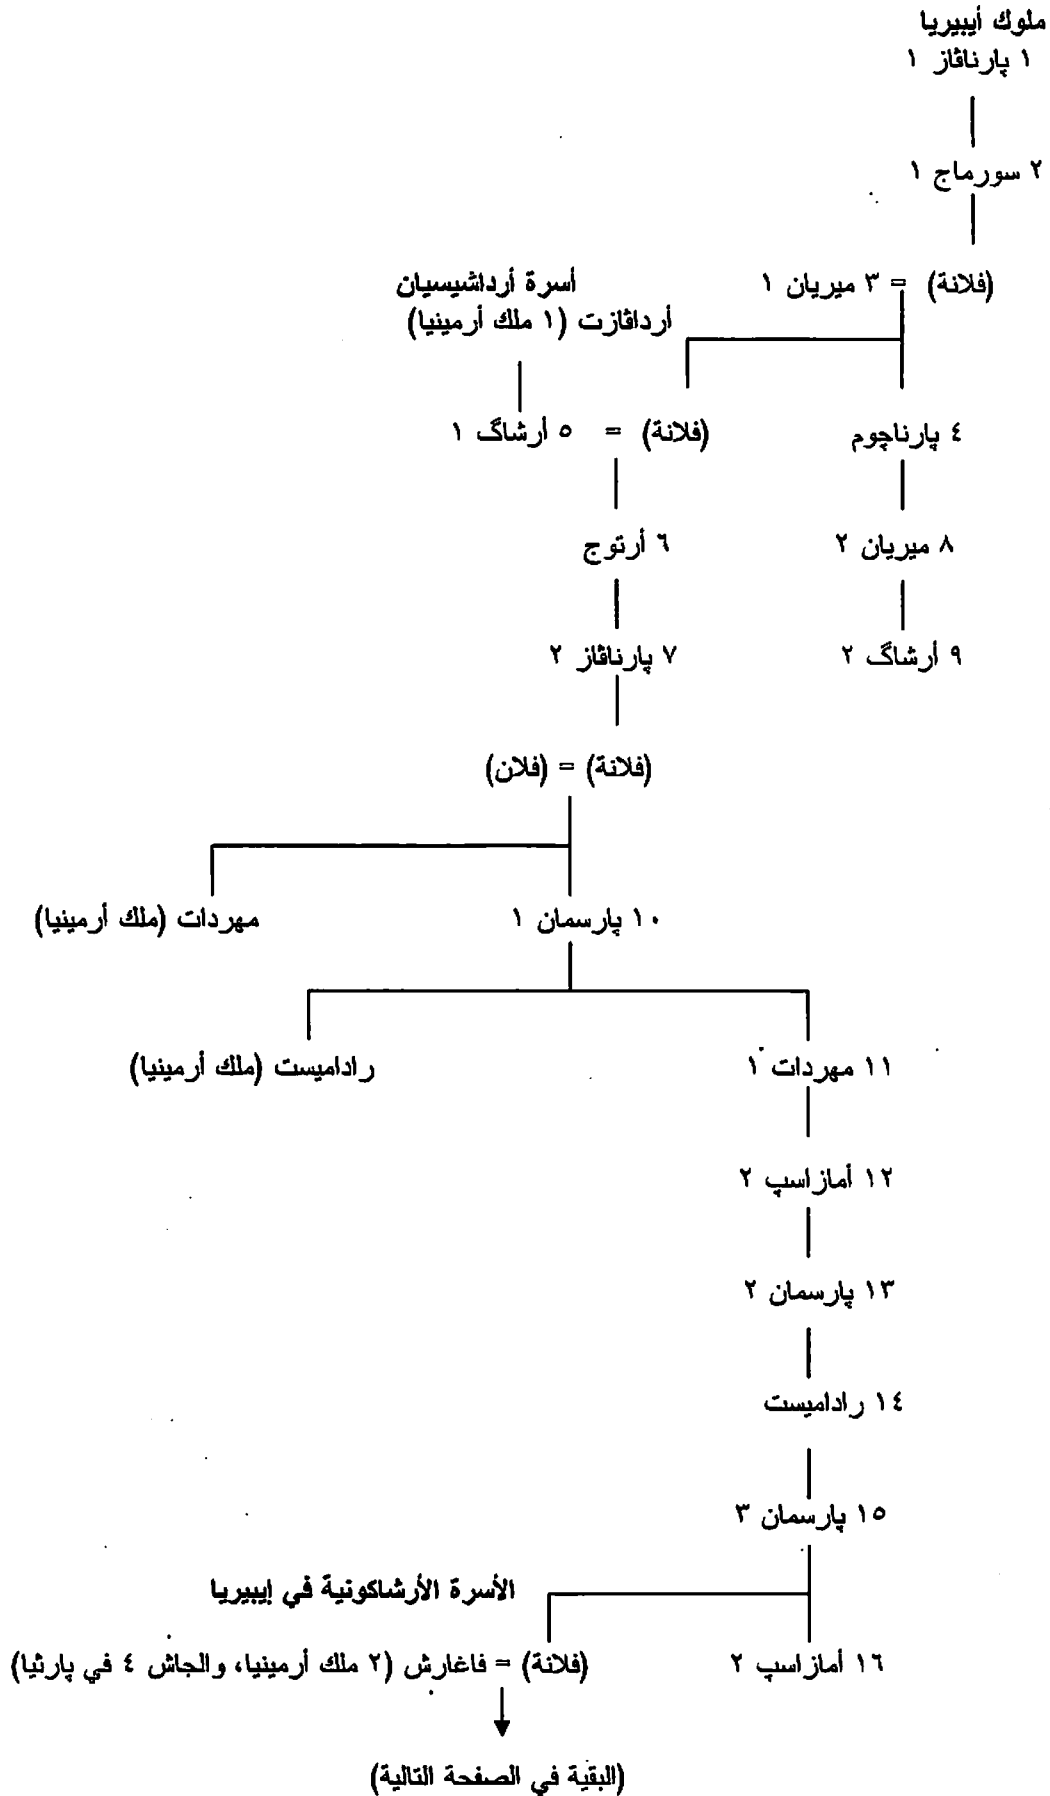 ملوك أيبيريا
١ پارناڤاز ١
٢ سورماج ١
(فلانة) = ٣ ميريان ١
أسرة أرداشيسيان
أرداڤازت (١ ملك أرمينيا)
٤ پارناچوم
(فلانة) = ٥ أرشاگ ١
٨ ميريان ٢
٦ أرتوج
٩ أرشاگ ٢
٧ پارناڤاز ٢
(فلانة) = (فلان)
١٠ پارسمان ١
مهردات (ملك أرمينيا)
١١ مهردات ١
راداميست (ملك أرمينيا)
١٢ أمازاسپ ٢
١٣ پارسمان ٢
١٤ راداميست
١٥ پارسمان ٣
الأسرة الأرشاكونية في إيبيريا
١٦ أمازاسپ ٢
(فلانة) = فاغارش (٢ ملك أرمينيا، والجاش ٤ في پارثيا)
(البقية في الصفحة التالية)